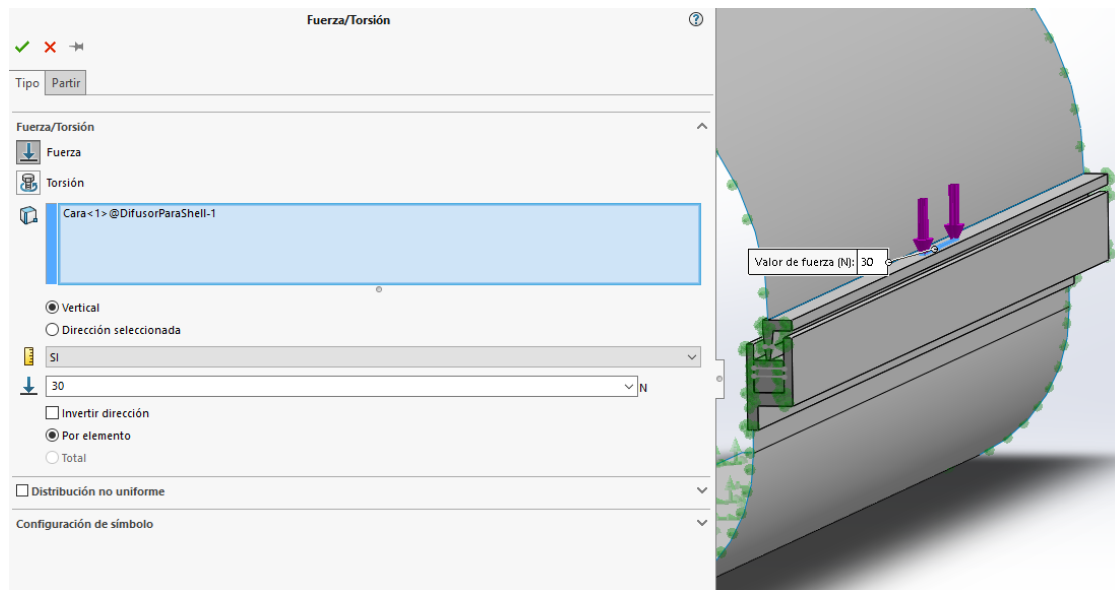 Fuerza/Torsión
Tipo
Partir
Fuerza/Torsión
Fuerza
Torsión
Cara<1>@DifusorParaShell-1
Vertical
Dirección seleccionada
SI
30
N
Invertir dirección
Por elemento
Total
Distribución no uniforme
Configuración de símbolo
Valor de fuerza (N): 30